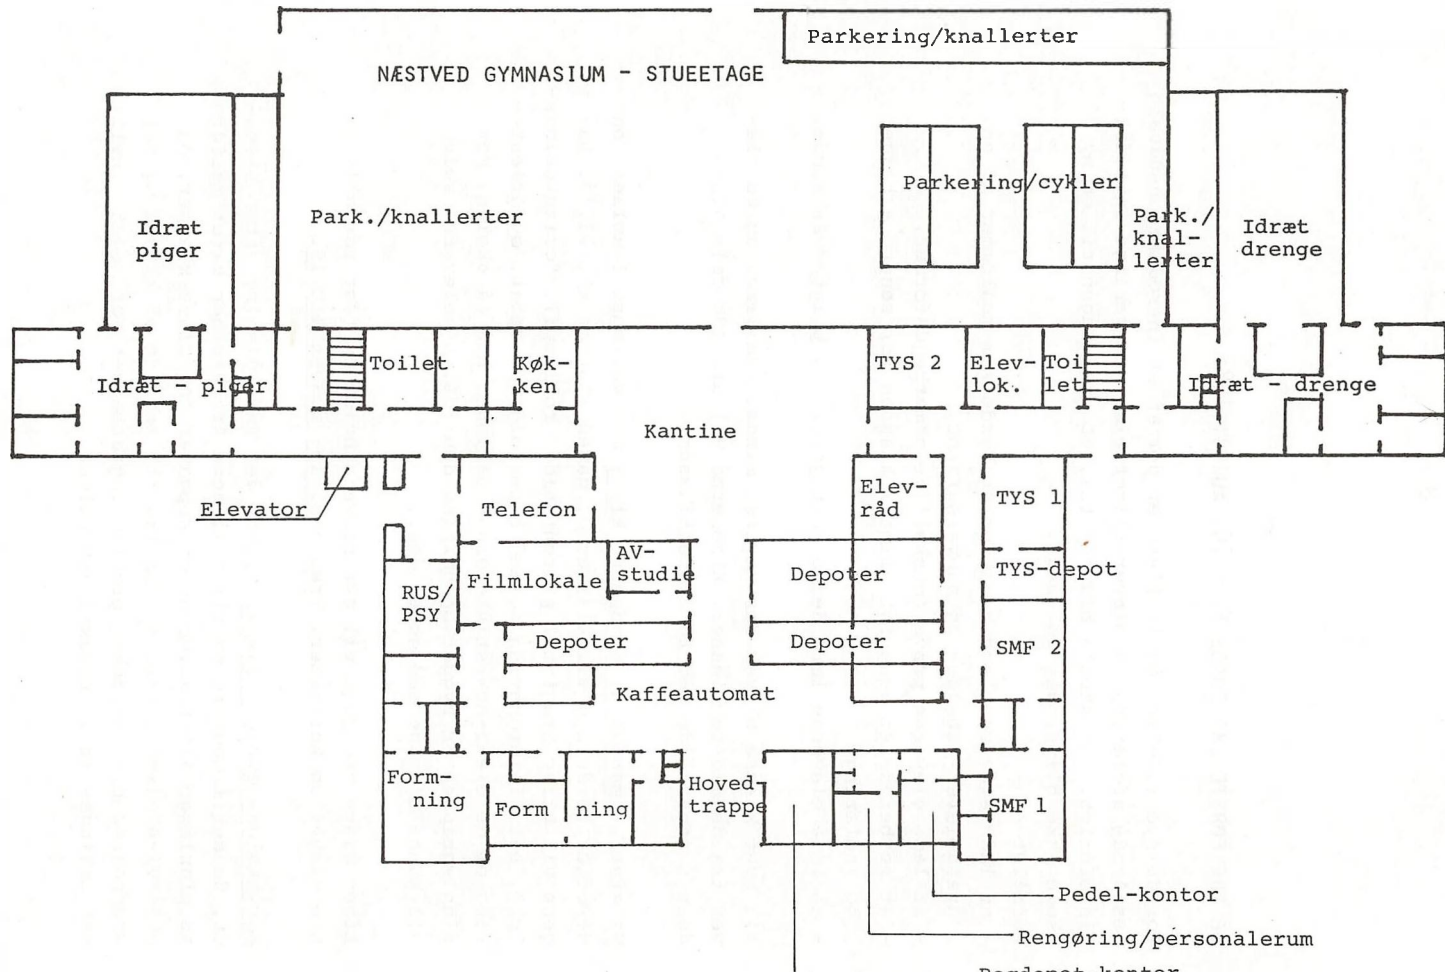 Parkering/knallerter
NÆSTVED GYMNASIUM - STUEETAGE
Parkering/cykler
Park./knallerter
Park./
knal-
lerter
Idræt
piger
Idræt
drenge
Toilet
Køk-
ken
TYS 2
Elev-
lok.
Toi
let
Idræt - piger
Idræt - drenge
Kantine
Elevator
Telefon
Elev-
råd
TYS 1
AV-
studie
Filmlokale
Depoter
TYS-depot
RUS/
PSY
Depoter
Depoter
SMF 2
Kaffeautomat
Form-
ning
Form
ning
Hoved
trappe
SMF 1
Pedel-kontor
Rengøring/personalerum